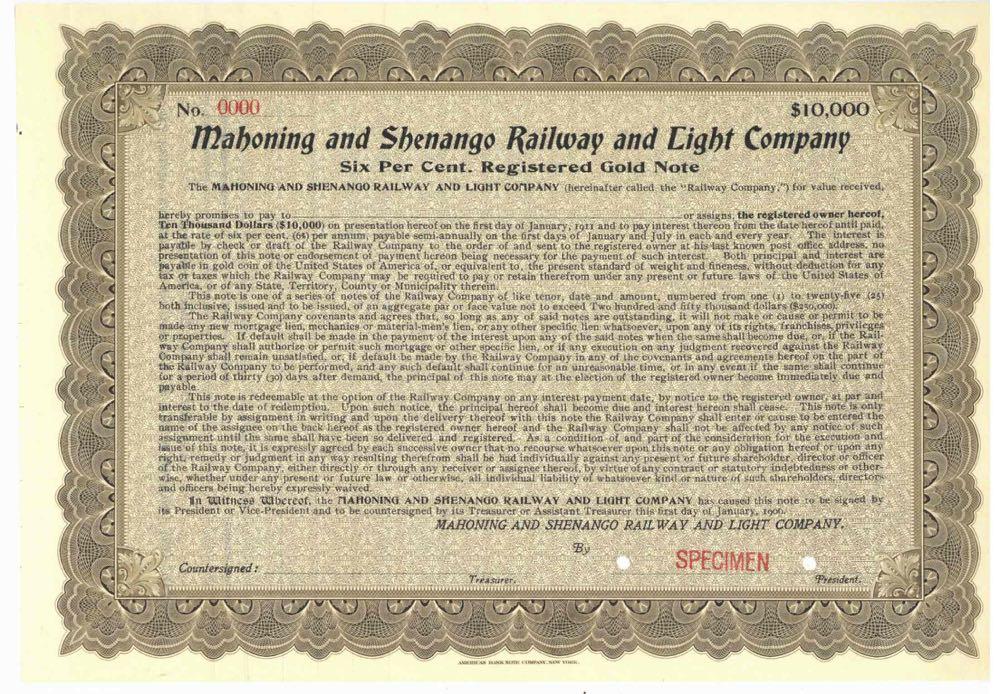 No. 0000 $10,000
Mahoning and Shenango Railway and Light Company
Six Per Cent. Registered Gold Note
The MAHONING AND SHENANGO RAILWAY AND LIGHT COMPANY (hereinafter called the "Railway Company,") for value received,
hereby promises to pay to or assigns, the registered owner hereof,
Ten Thousand Dollars ($10,000) on presentation hereof on the first day of January, 1911 and to pay interest thereon from the date hereof until paid,
at the rate of six per cent. (6%) per annum, payable semi-annually on the first days of January and July in each and every year. The interest is
payable by check or draft of the Railway Company to the order of and sent to the registered owner at his last known post office address, no
presentation of this note or endorsement of payment hereon being necessary for the payment of such interest. Both principal and interest are
payable in gold coin of the United States of America of, or equivalent to, the present standard of weight and fineness, without deduction for any
tax or taxes which the Railway Company may be required to pay or retain therefrom under any present or future laws of the United States of
America, or of any State, Territory, County or Municipality therein.
This note is one of a series of notes of the Railway Company of like tenor, date and amount, numbered from one (1) to twenty-five (25)
both inclusive, issued and to be issued, of an aggregate par or face value not to exceed Two hundred and fifty thousand dollars ($250,000).
The Railway Company covenants and agrees that, so long as any of said notes are outstanding, it will not make or cause or permit to be
made any new mortgage lien, mechanics or material-men's lien, or any other specific lien whatsoever, upon any of its rights, franchises, privileges
or properties. If default shall be made in the payment of the interest upon any of the said notes when the same shall become due, or, if the Rail-
way Company shall authorize or permit such mortgage or other specific lien, or if any execution on any judgment recovered against the Railway
Company shall remain unsatisfied, or, if default be made by the Railway Company in any of the covenants and agreements hereof on the part of
the Railway Company to be performed, and any such default shall continue for an unreasonable time, or in any event if the same shall continue
for a period of thirty (30) days after demand, the principal of this note may at the election of the registered owner become immediately due and
payable.
This note is redeemable at the option of the Railway Company on any interest payment date, by notice to the registered owner, at par and
interest to the date of redemption. Upon such notice, the principal hereof shall become due and interest hereon shall cease. This note is only
transferable by assignment in writing and upon the delivery thereof with this note the Railway Company shall enter or cause to be entered the
name of the assignee on the back hereof as the registered owner hereof and the Railway Company shall not be affected by any notice of such
assignment until the same shall have been so delivered and registered. As a condition of and part of the consideration for the execution and
issue of this note, it is expressly agreed by each successive owner that no recourse whatsoever upon this note or any obligation hereof or upon any
right, remedy or judgment in any way resulting therefrom shall be had individually against any present or future shareholder, director or officer
of the Railway Company, either directly or through any receiver or assignee thereof, by virtue of any contract or statutory indebtedness or other-
wise, whether under any present or future law or otherwise, all individual liability of whatsoever kind or nature of such shareholders, directors
and officers being hereby expressly waived.
In Witness Whereof, the MAHONING AND SHENANGO RAILWAY AND LIGHT COMPANY has caused this note to be signed by
its President or Vice-President and to be countersigned by its Treasurer or Assistant Treasurer this first day of January, 1906.
MAHONING AND SHENANGO RAILWAY AND LIGHT COMPANY.
By SPECIMEN
Countersigned: Treasurer. President.
AMERICAN BANK NOTE COMPANY, NEW YORK.